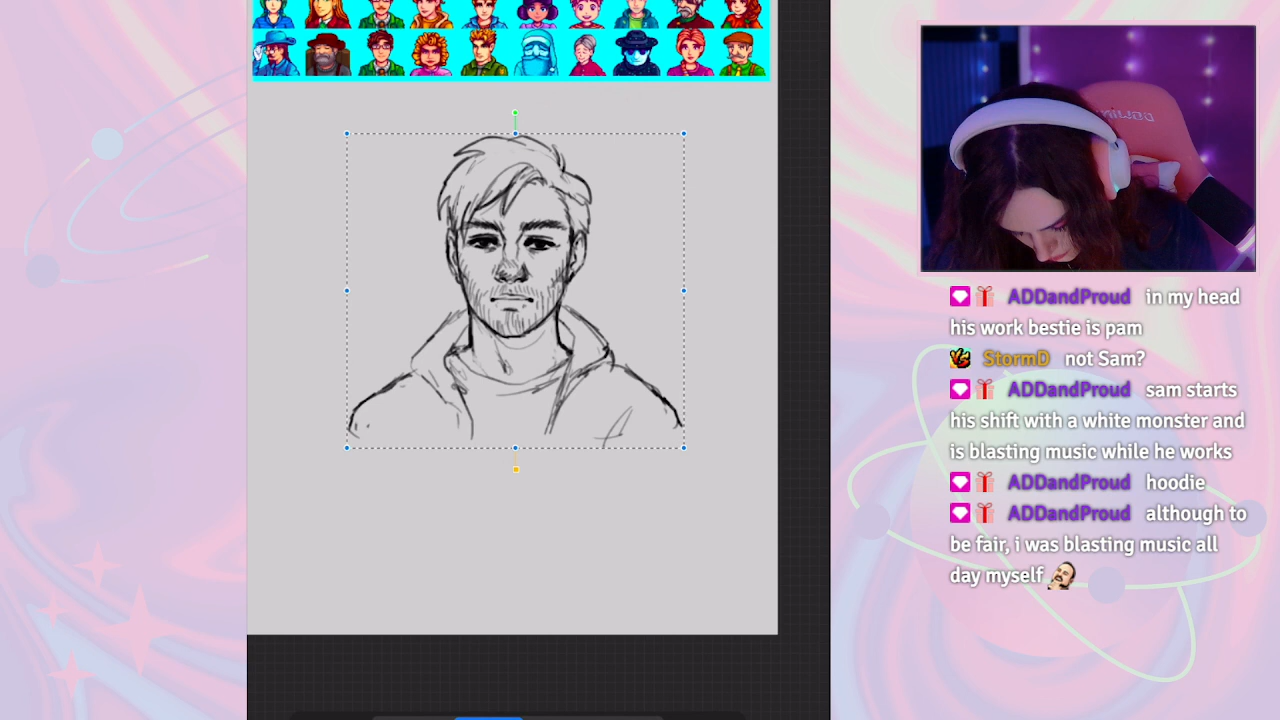 ADDandProud in my head
his work bestie is pam
StormD not Sam?
ADDandProud sam starts
his shift with a white monster and
is blasting music while he works
ADDandProud hoodie
ADDandProud although to
be fair, i was blasting music all
day myself